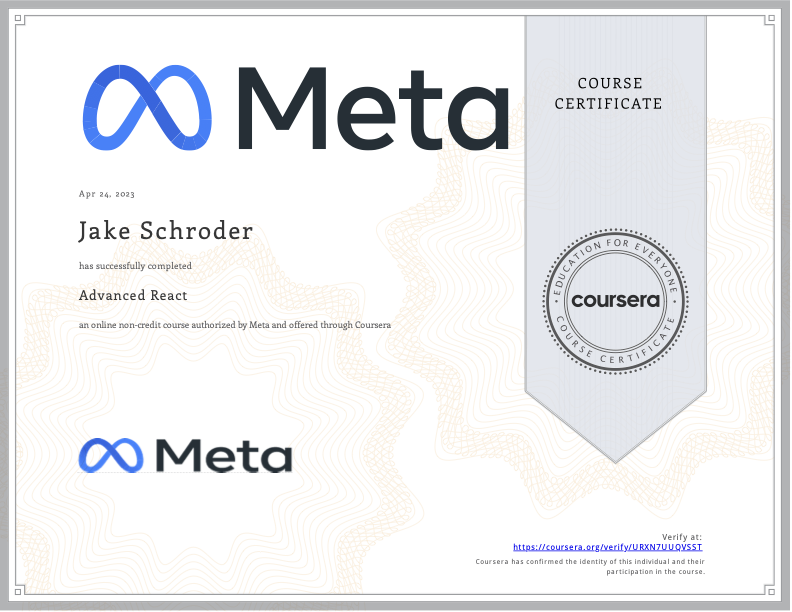 Meta
COURSE
CERTIFICATE
Apr 24, 2023
Jake Schroder
has successfully completed
Advanced React
an online non-credit course authorized by Meta and offered through Coursera
EDUCATION FOR EVERYONE
coursera
COURSE CERTIFICATE
Meta
Verify at:
https://coursera.org/verify/URXN7UUQVSST
Coursera has confirmed the identity of this individual and their
participation in the course.